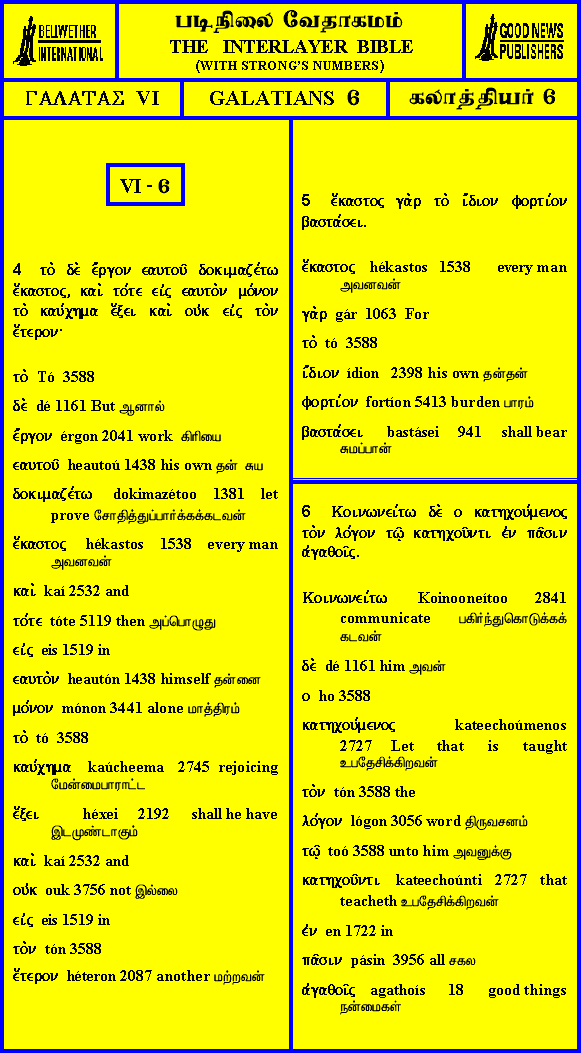 BELLWETHER
INTERNATIONAL
படிநிலை வேதாகமம்
THE INTERLAYER BIBLE
(WITH STRONG'S NUMBERS)
GOOD NEWS
PUBLISHERS
ΓΑΛΑΤΑΣ VI
GALATIANS 6
கலாத்தியர் 6
VI - 6
4 τὸ δὲ ἔργον εαυτοῦ δοκιμαζέτω
ἕκαστος, καὶ τότε εἰς εαυτὸν μόνον
τὸ καύχημα ἕξει καὶ οὐκ εἰς τὸν
ἕτερον·
τὸ Tó 3588
δὲ dé 1161 But ஆனால்
ἔργον érgon 2041 work கிரியை
εαυτοῦ heautoú 1438 his own தன் சுய
δοκιμαζέτω dokimazétoo 1381 let
prove சோதித்துப்பார்க்கக்கடவன்
ἕκαστος hékastos 1538 every man
அவனவன்
καὶ kaí 2532 and
τότε tóte 5119 then அப்பொழுது
εἰς eis 1519 in
εαυτὸν heautón 1438 himself தன்னை
μόνον mónon 3441 alone மாத்திரம்
τὸ tó 3588
καύχημα kaúcheema 2745 rejoicing
மேன்மைபாராட்ட
ἕξει héxei 2192 shall he have
இடமுண்டாகும்
καὶ kaí 2532 and
οὐκ ouk 3756 not இல்லை
εἰς eis 1519 in
τὸν tón 3588
ἕτερον héteron 2087 another மற்றவன்
5 ἕκαστος γὰρ τὸ ἴδιον φορτίον
βαστάσει.
ἕκαστος hékastos 1538 every man
அவனவன்
γὰρ gár 1063 For
τὸ tó 3588
ἴδιον ídion 2398 his own தன்தன்
φορτίον fortíon 5413 burden பாரம்
βαστάσει bastásei 941 shall bear
சுமப்பான்
6 Κοινωνείτω δὲ ο κατηχούμενος
τὸν λόγον τῷ κατηχοῦντι ἐν πᾶσιν
ἀγαθοῖς.
Κοινωνείτω Koinooneítoo 2841
communicate பகிர்ந்துகொடுக்கக்
கடவன்
δὲ dé 1161 him அவன்
ο ho 3588
κατηχούμενος kateechoúmenos
2727 Let that is taught
உபதேசிக்கிறவன்
τὸν tón 3588 the
λόγον lógon 3056 word திருவசனம்
τῷ toó 3588 unto him அவனுக்கு
κατηχοῦντι kateechoúnti 2727 that
teacheth உபதேசிக்கிறவன்
ἐν en 1722 in
πᾶσιν pásin 3956 all சகல
ἀγαθοῖς agathoís 18 good things
நன்மைகள்